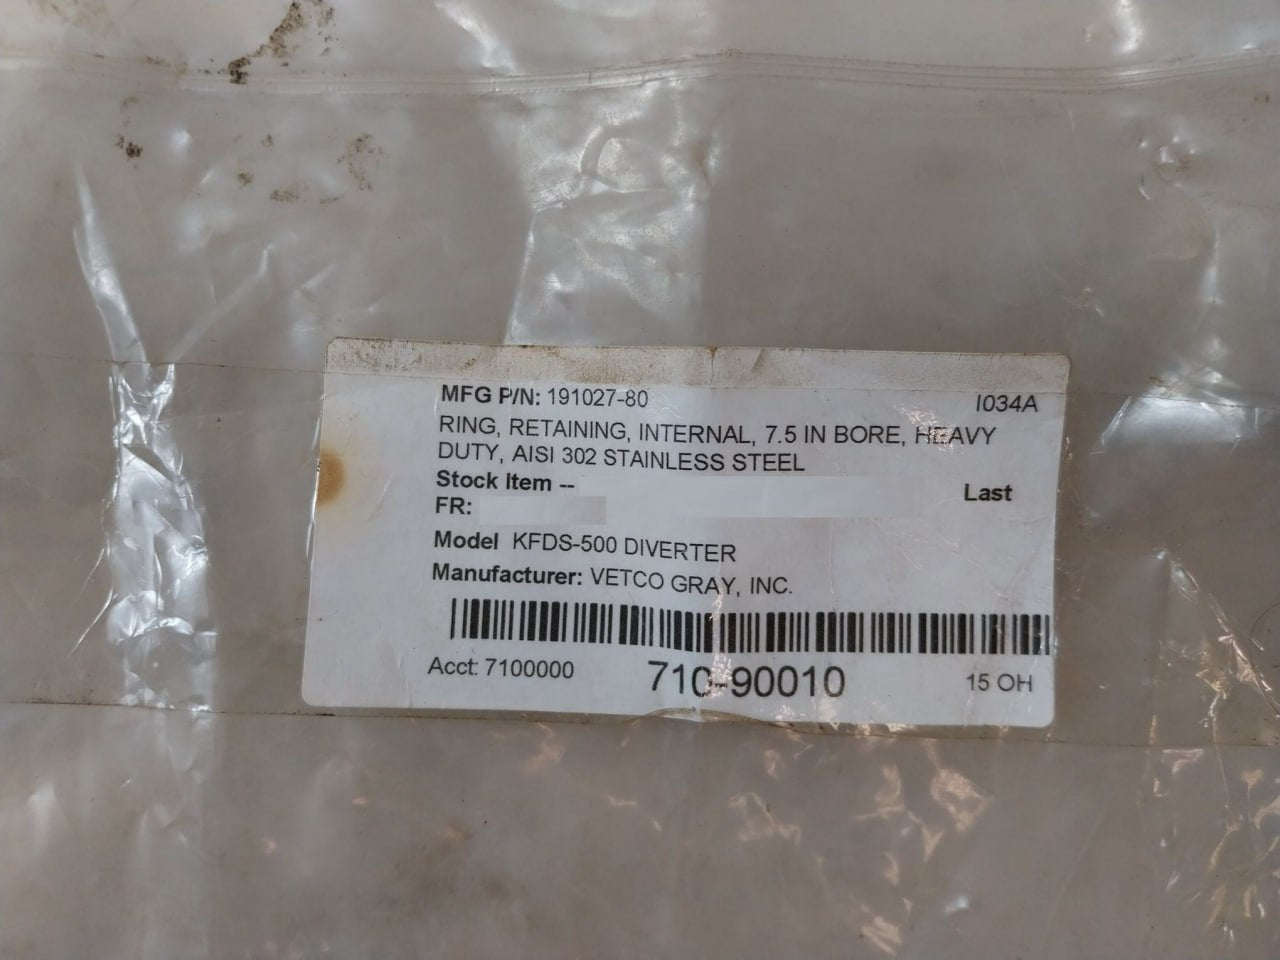 MFG P/N: 191027-80 I034A
RING, RETAINING, INTERNAL, 7.5 IN BORE, HEAVY
DUTY, AISI 302 STAINLESS STEEL
Stock Item -- Last
FR:
Model KFDS-500 DIVERTER
Manufacturer: VETCO GRAY, INC.
Acct: 7100000 710-90010 15 OH